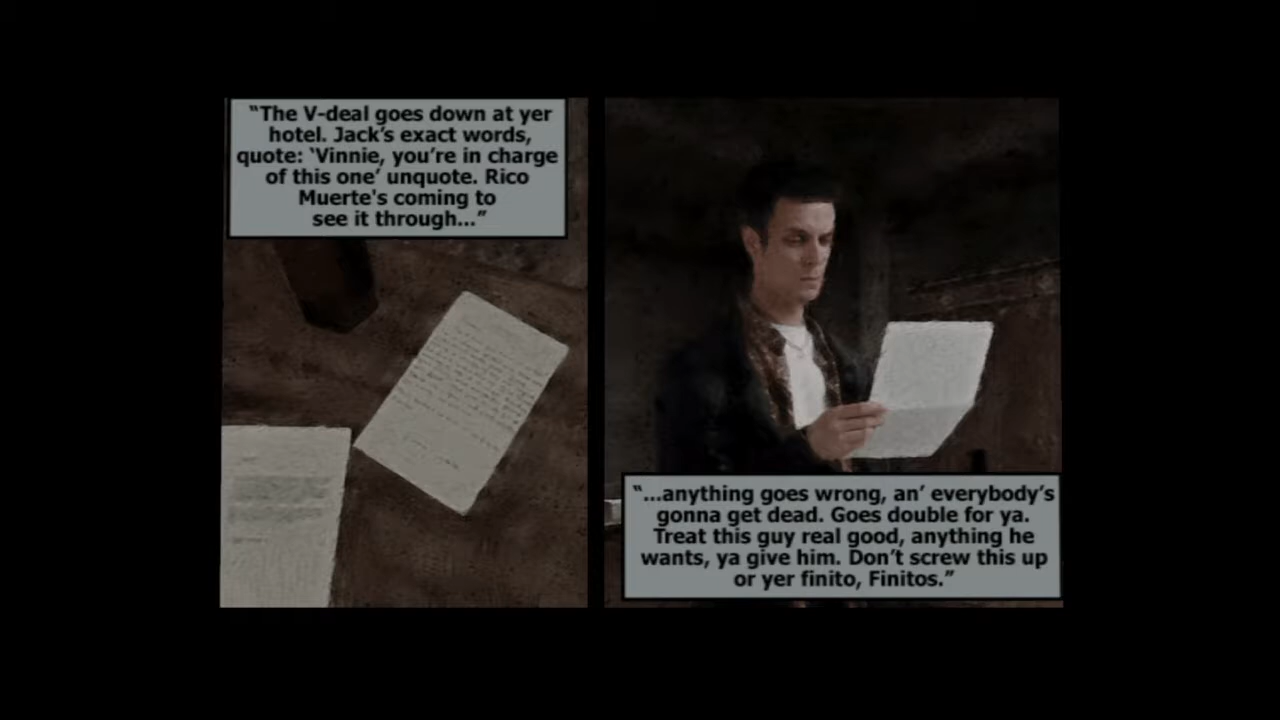 “The V-deal goes down at yer
hotel. Jack’s exact words,
quote: ‘Vinnie, you’re in charge
of this one’ unquote. Rico
Muerte's coming to
see it through...”
“...anything goes wrong, an’ everybody’s
gonna get dead. Goes double for ya.
Treat this guy real good, anything he
wants, ya give him. Don’t screw this up
or yer finito, Finitos.”